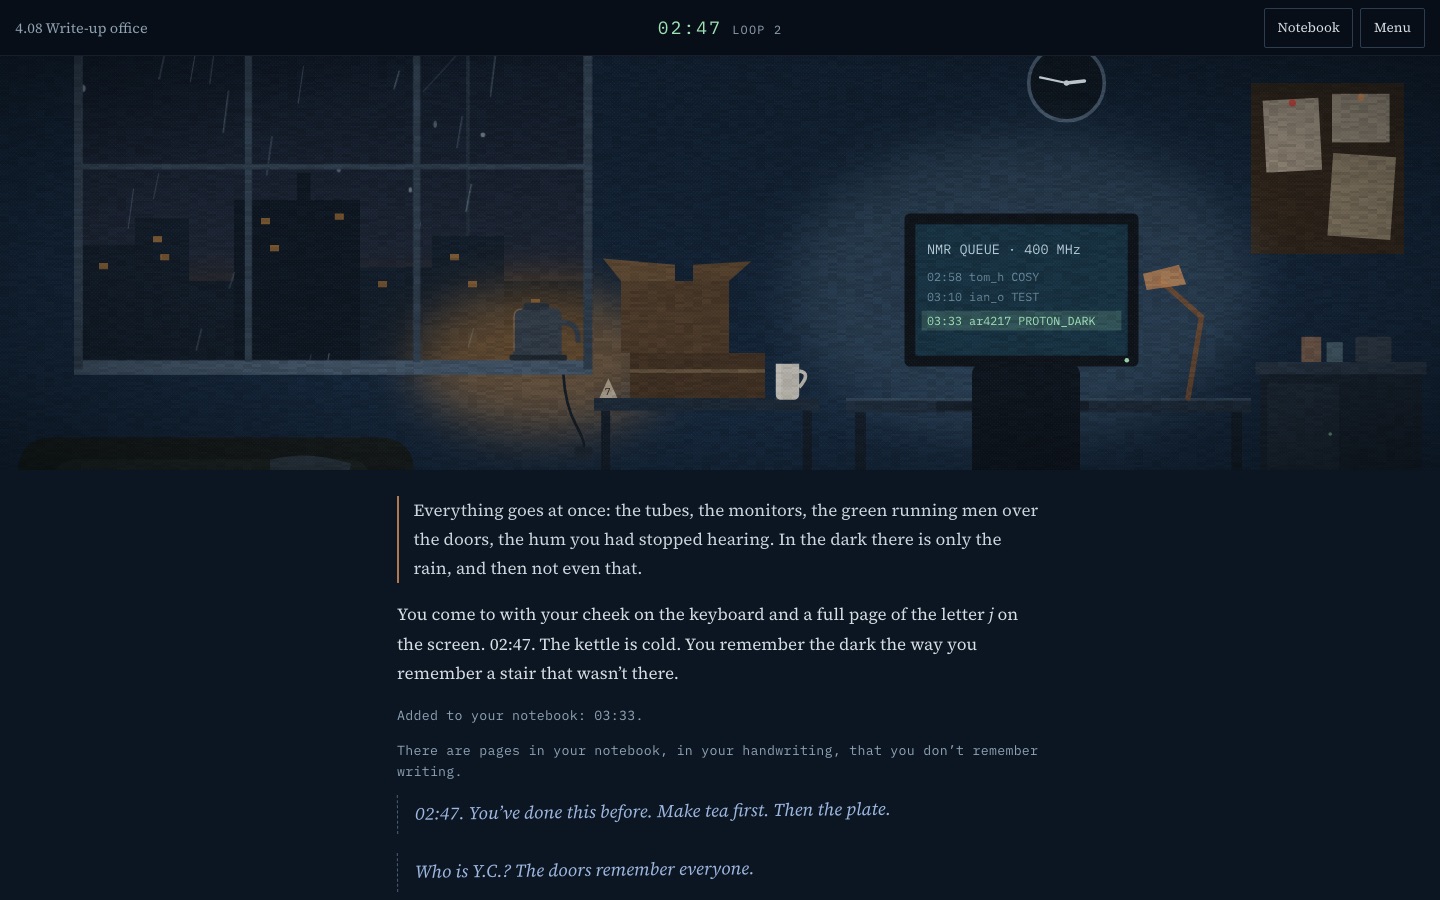 4.08 Write-up office
02:47 LOOP 2
Notebook
Menu
NMR QUEUE · 400 MHz
02:58 tom_h COSY
03:10 ian_o TEST
03:33 ar4217 PROTON_DARK
7
Everything goes at once: the tubes, the monitors, the green running men over
the doors, the hum you had stopped hearing. In the dark there is only the
rain, and then not even that.
You come to with your cheek on the keyboard and a full page of the letter j on
the screen. 02:47. The kettle is cold. You remember the dark the way you
remember a stair that wasn’t there.
Added to your notebook: 03:33.
There are pages in your notebook, in your handwriting, that you don’t remember
writing.
02:47. You’ve done this before. Make tea first. Then the plate.
Who is Y.C.? The doors remember everyone.